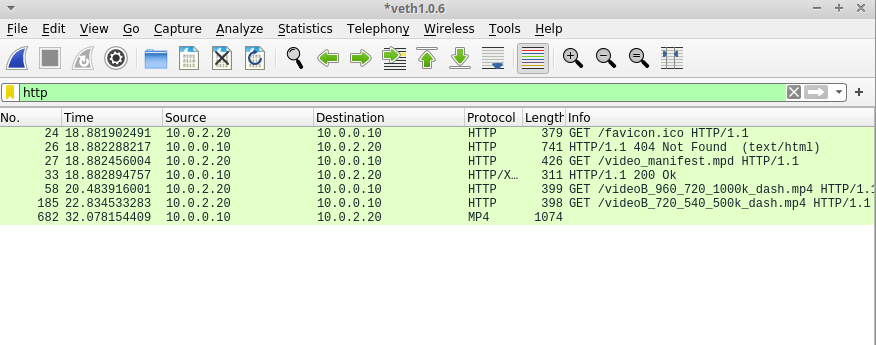 *veth1.0.6
File Edit View Go Capture Analyze Statistics Telephony Wireless Tools Help
http
No. Time Source Destination Protocol Length Info
24 18.881902491 10.0.2.20 10.0.0.10 HTTP 379 GET /favicon.ico HTTP/1.1
26 18.882288217 10.0.0.10 10.0.2.20 HTTP 741 HTTP/1.1 404 Not Found (text/html)
27 18.882456004 10.0.2.20 10.0.0.10 HTTP 426 GET /video_manifest.mpd HTTP/1.1
33 18.882894757 10.0.0.10 10.0.2.20 HTTP/X… 311 HTTP/1.1 200 Ok
58 20.483916001 10.0.2.20 10.0.0.10 HTTP 399 GET /videoB_960_720_1000k_dash.mp4 HTTP/1.1
185 22.834533283 10.0.2.20 10.0.0.10 HTTP 398 GET /videoB_720_540_500k_dash.mp4 HTTP/1.1
682 32.078154409 10.0.0.10 10.0.2.20 MP4 1074